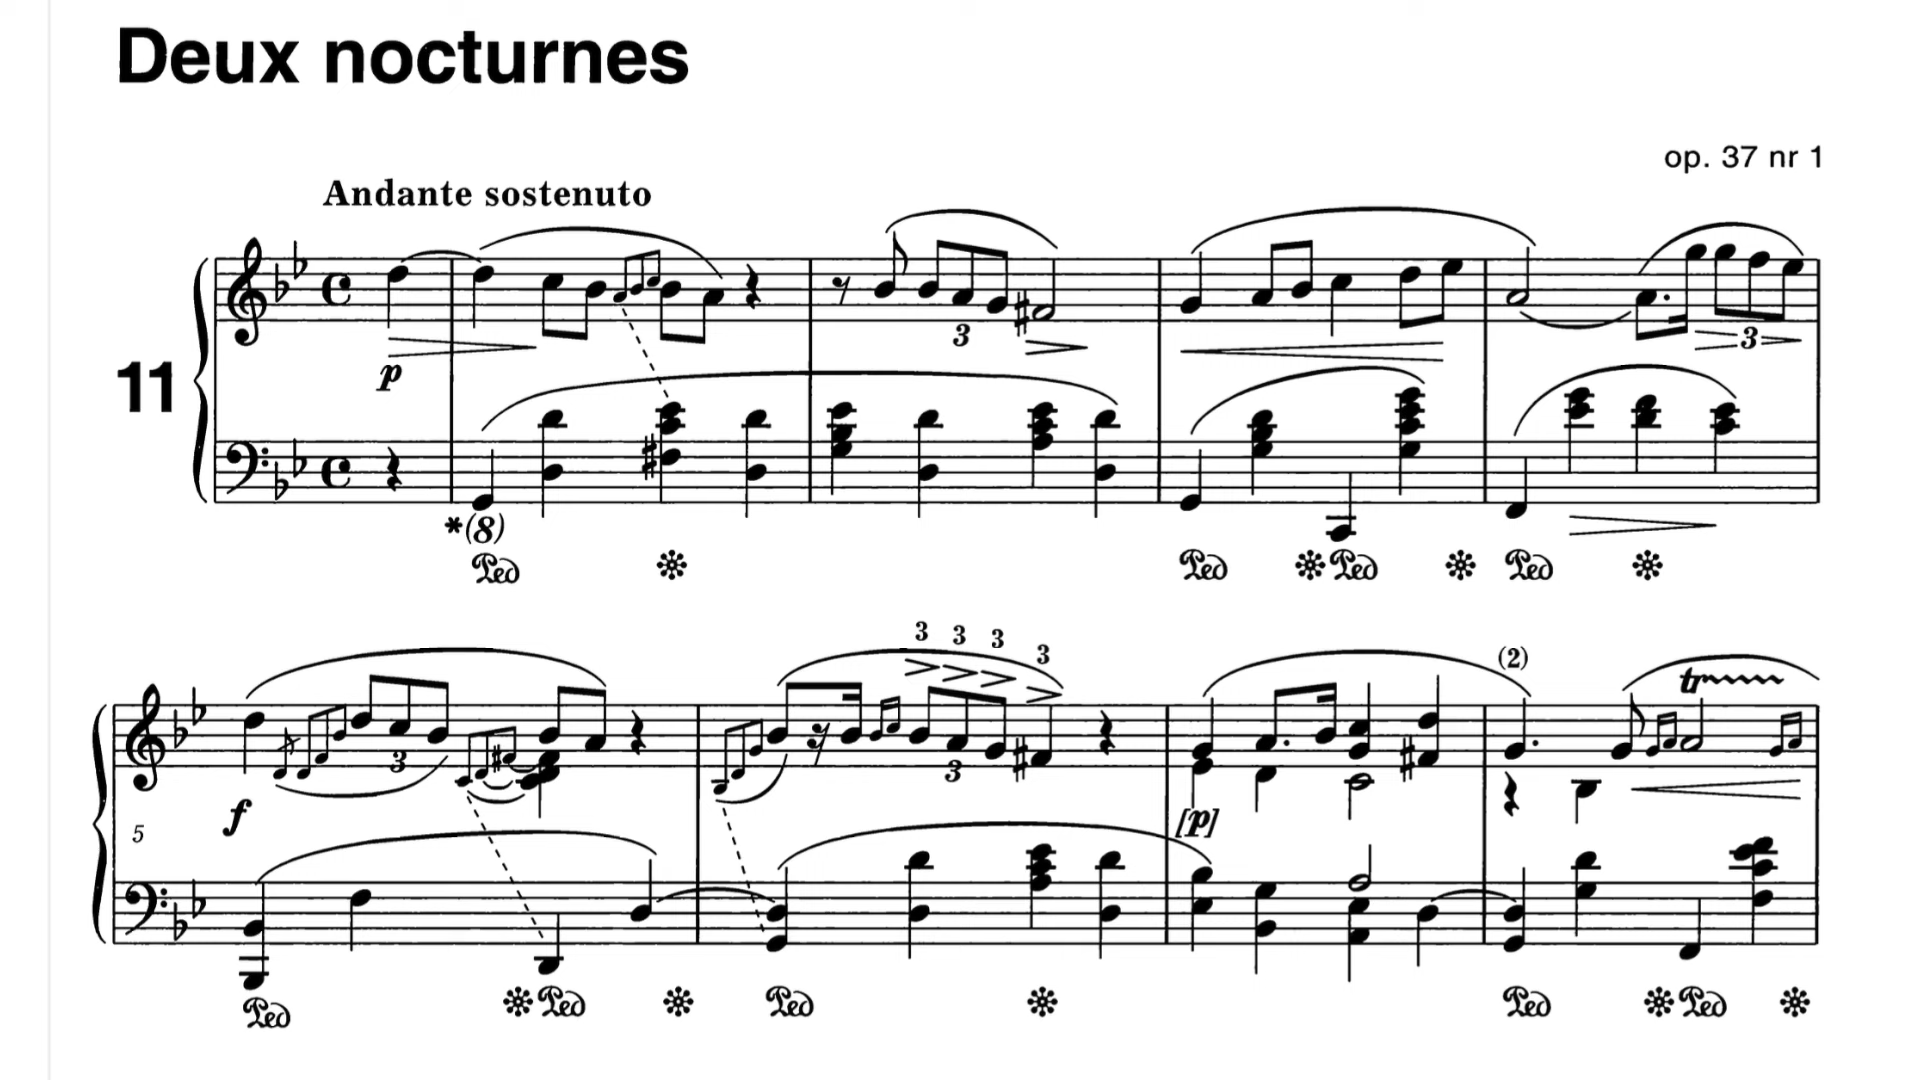 Deux nocturnes
op. 37 nr 1
Andante sostenuto
11
3
3
p
*(8)
Ped * Ped * Ped * Ped *
3 3 3 3
(2)
tr
3
3
f
[p]
5
Ped * Ped * Ped * Ped * Ped *